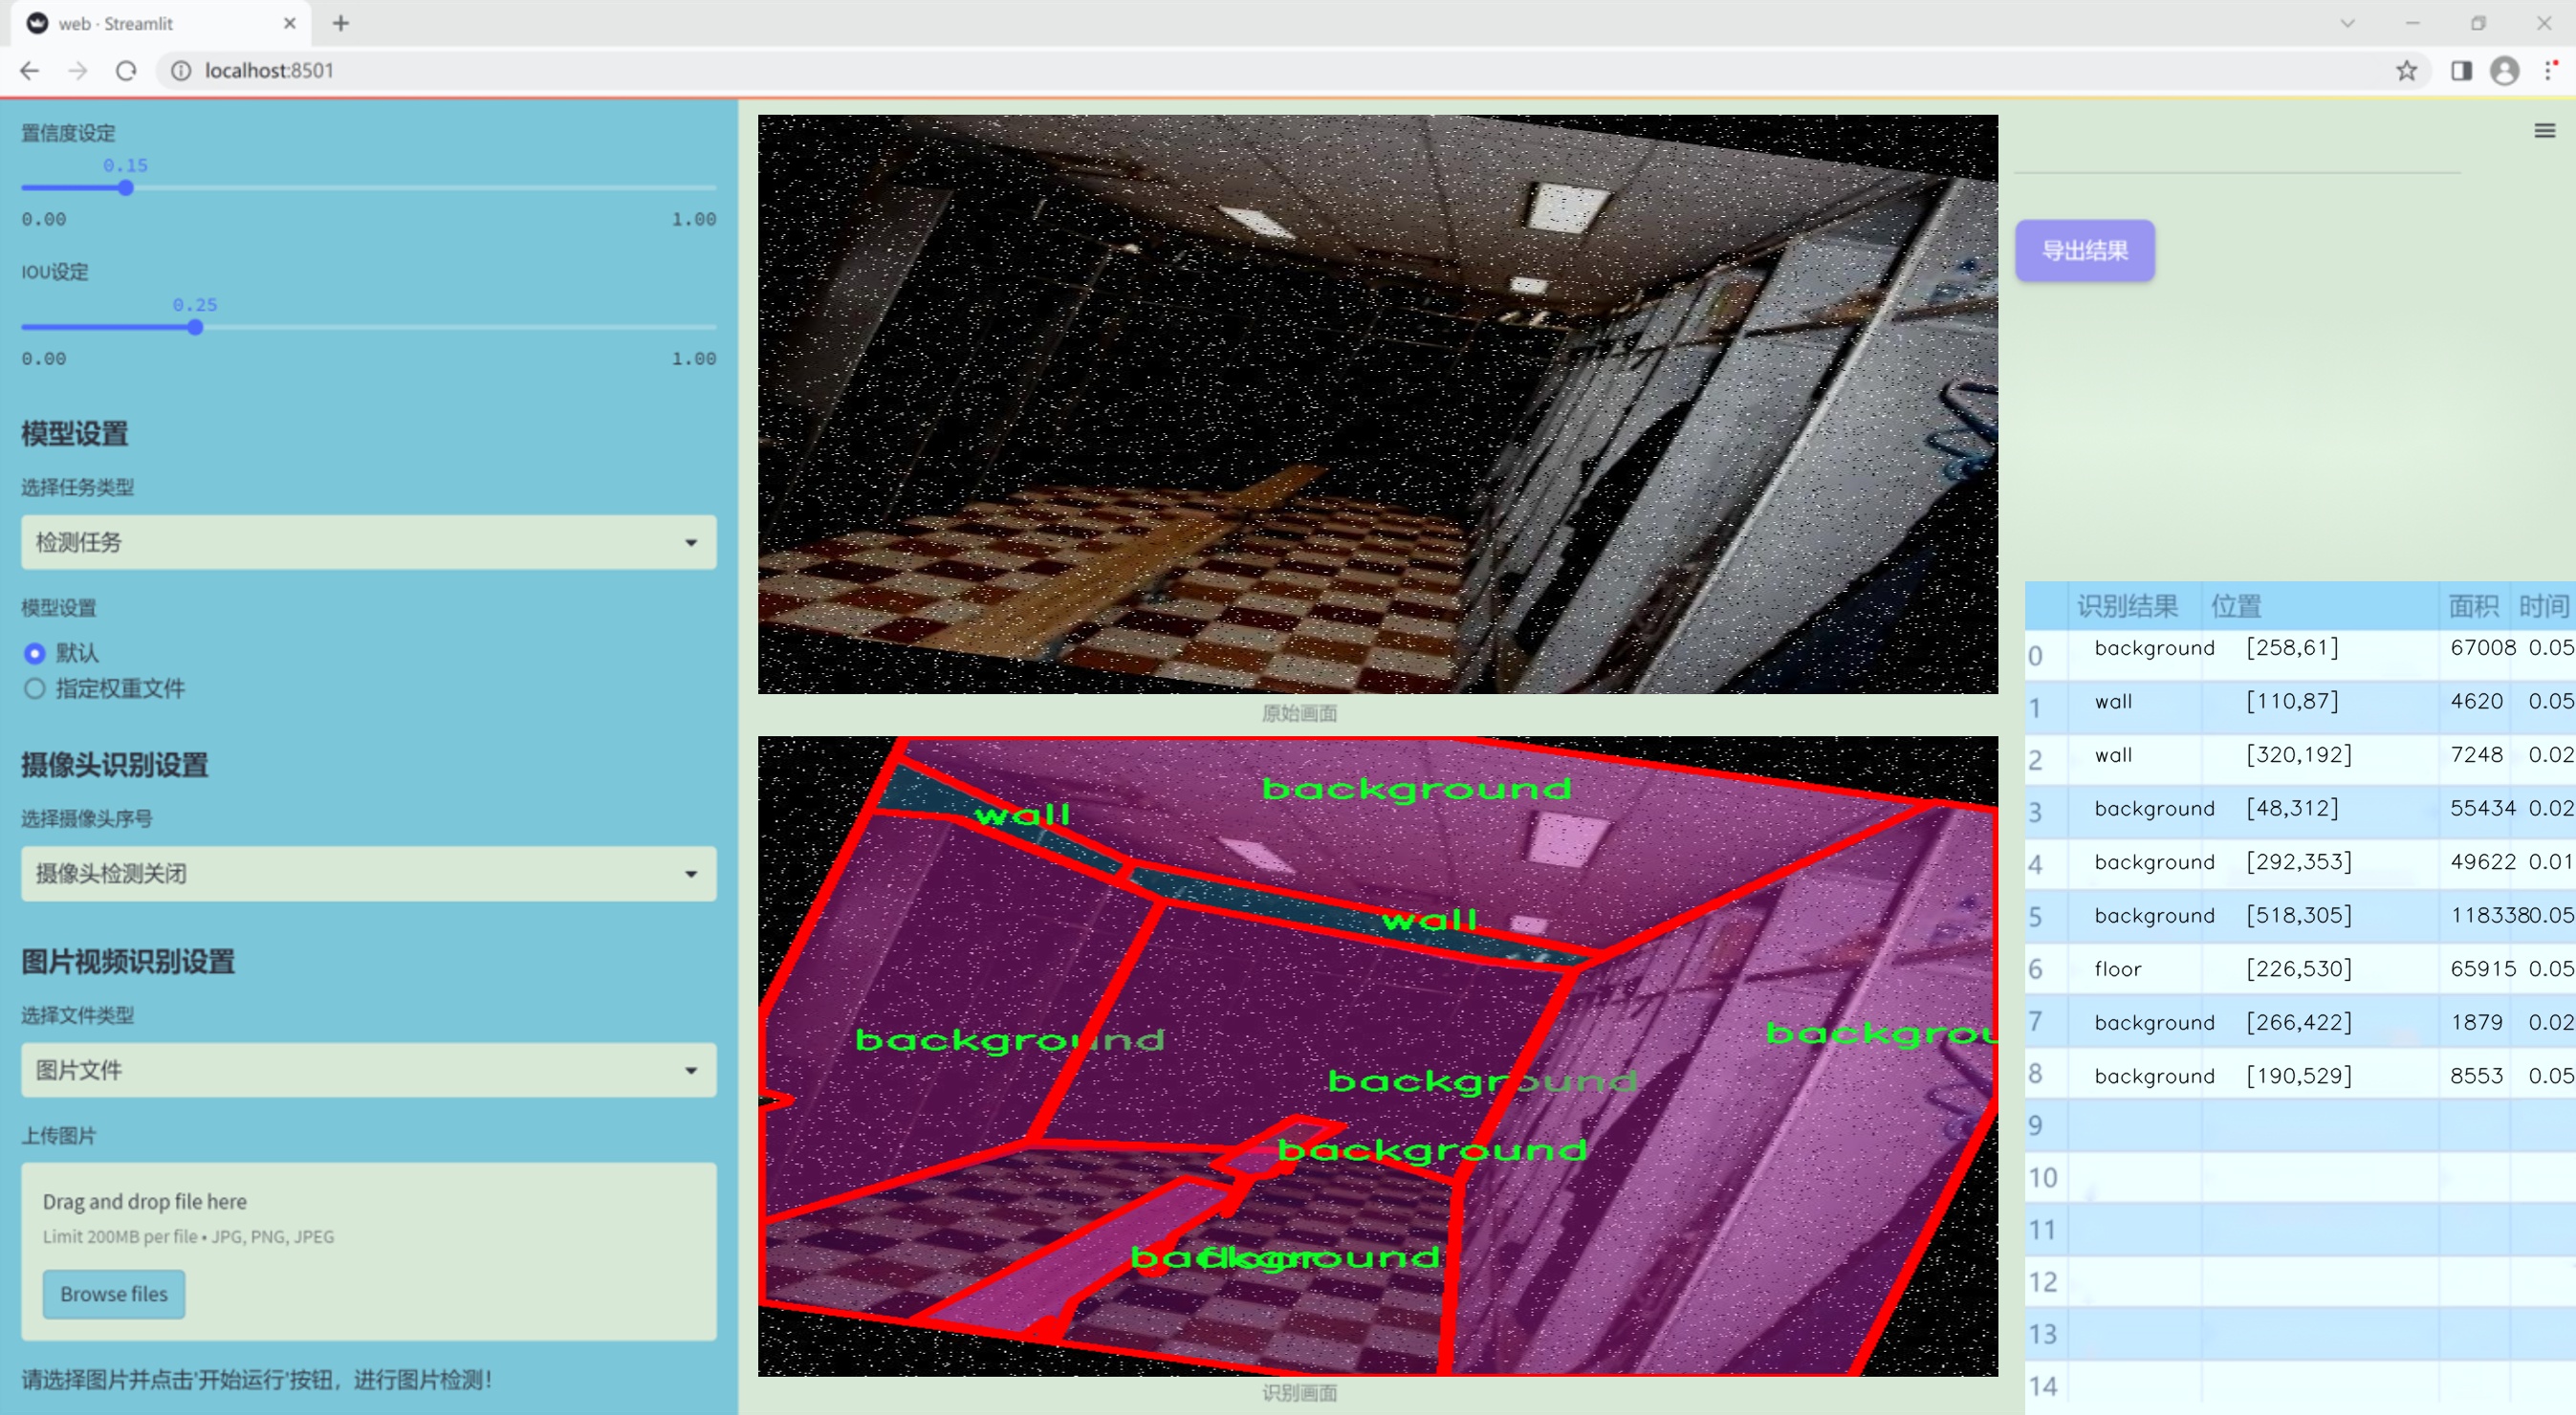 web · Streamlit
localhost:8501
置信度设定
0.15
0.00 1.00
IOU设定
0.25
0.00 1.00
模型设置
选择任务类型
检测任务
模型设置
默认
指定权重文件
摄像头识别设置
选择摄像头序号
摄像头检测关闭
图片视频识别设置
选择文件类型
图片文件
上传图片
Drag and drop file here
Limit 200MB per file • JPG, PNG, JPEG
Browse files
请选择图片并点击'开始运行'按钮，进行图片检测!
原始画面
background
wall
wall
background
backgrou
background
background
background
floor
识别画面
导出结果
识别结果 位置 面积 时间
0 background [258,61] 67008 0.05
1 wall [110,87] 4620 0.05
2 wall [320,192] 7248 0.02
3 background [48,312] 55434 0.02
4 background [292,353] 49622 0.01
5 background [518,305] 118338 0.05
6 floor [226,530] 65915 0.05
7 background [266,422] 1879 0.02
8 background [190,529] 8553 0.05
9
10
11
12
13
14